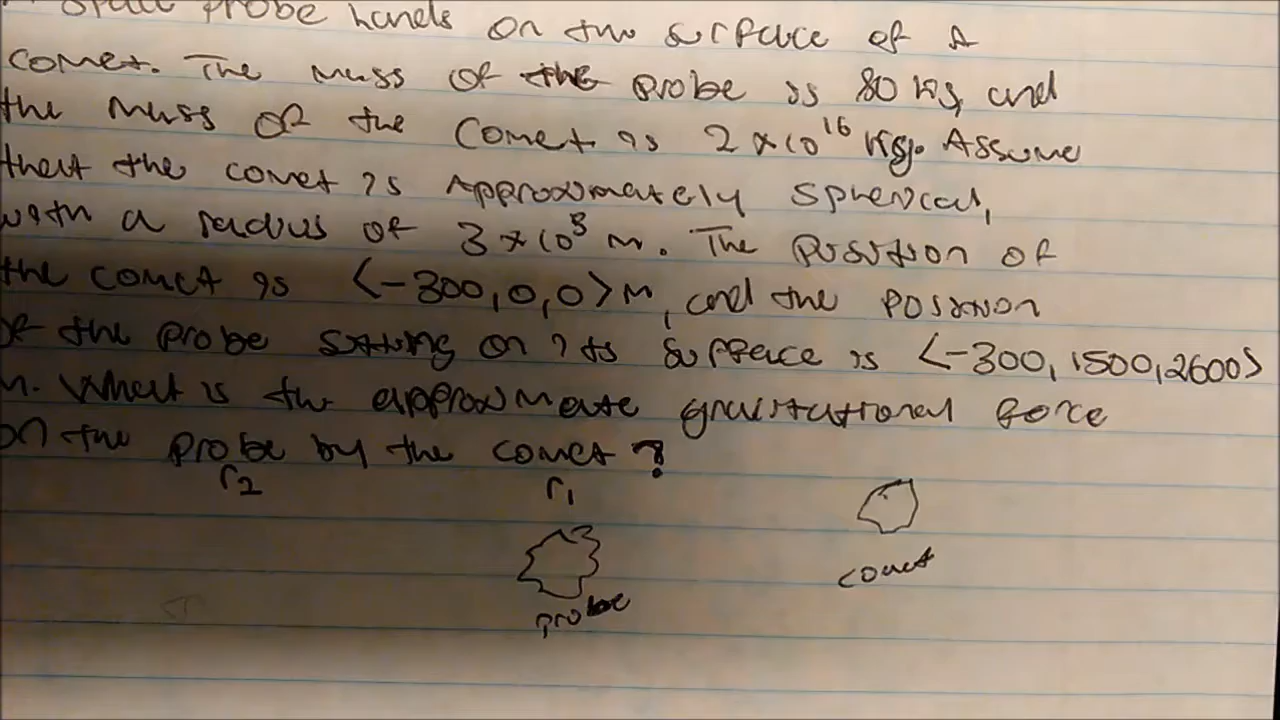 space probe lands on the surface of a
comet. The mass of the probe is 80 kg, and
the mass of the comet is 2 x 10^16 kg. Assume
that the comet is approximately spherical,
with a radius of 3 x 10^3 m. The position of
the comet is <-300, 0, 0> m, and the position
of the probe sitting on its surface is <-300, 1500, 2600>
m. What is the approximate gravitational force
on the probe by the comet?
r2 r1
comet
probe